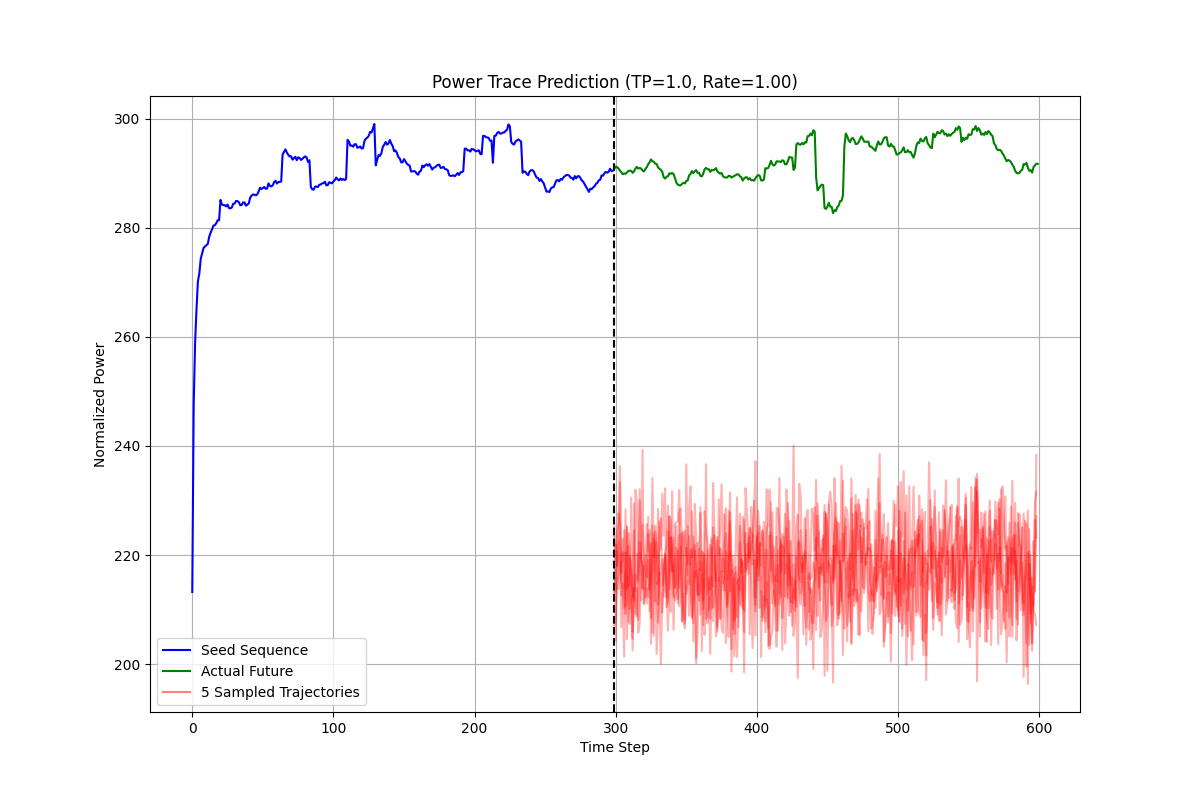 Power Trace Prediction (TP=1.0, Rate=1.00)
300
280
260
240
220
200
Normalized Power
Seed Sequence
Actual Future
5 Sampled Trajectories
0
100
200
300
400
500
600
Time Step